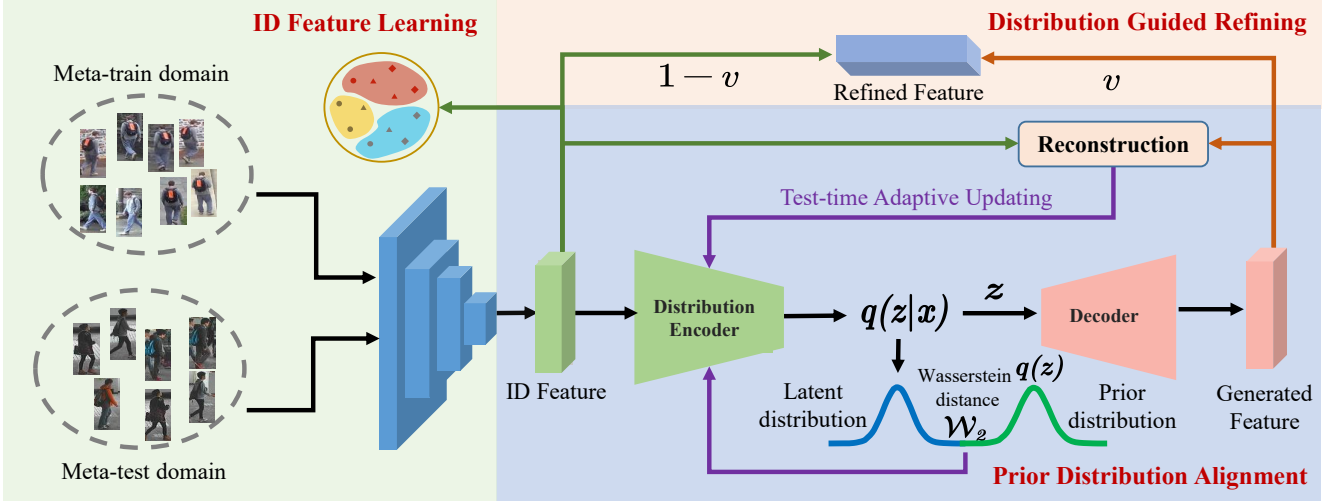 ID Feature Learning
Distribution Guided Refining
Meta-train domain
1 − v
Refined Feature
v
Reconstruction
Test-time Adaptive Updating
Distribution
Encoder
q(z|x)
z
Decoder
ID Feature
Latent
distribution
Wasserstein
distance
W₂
q(z)
Prior
distribution
Generated
Feature
Meta-test domain
Prior Distribution Guided Alignment